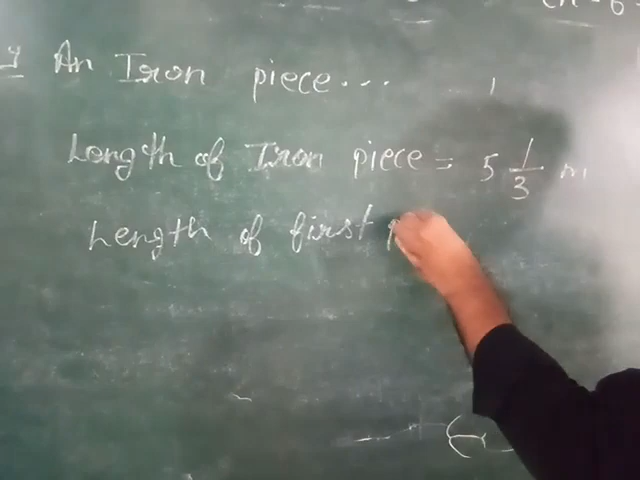 An Iron piece...
Length of Iron piece = 5 1/3 m
Length of first